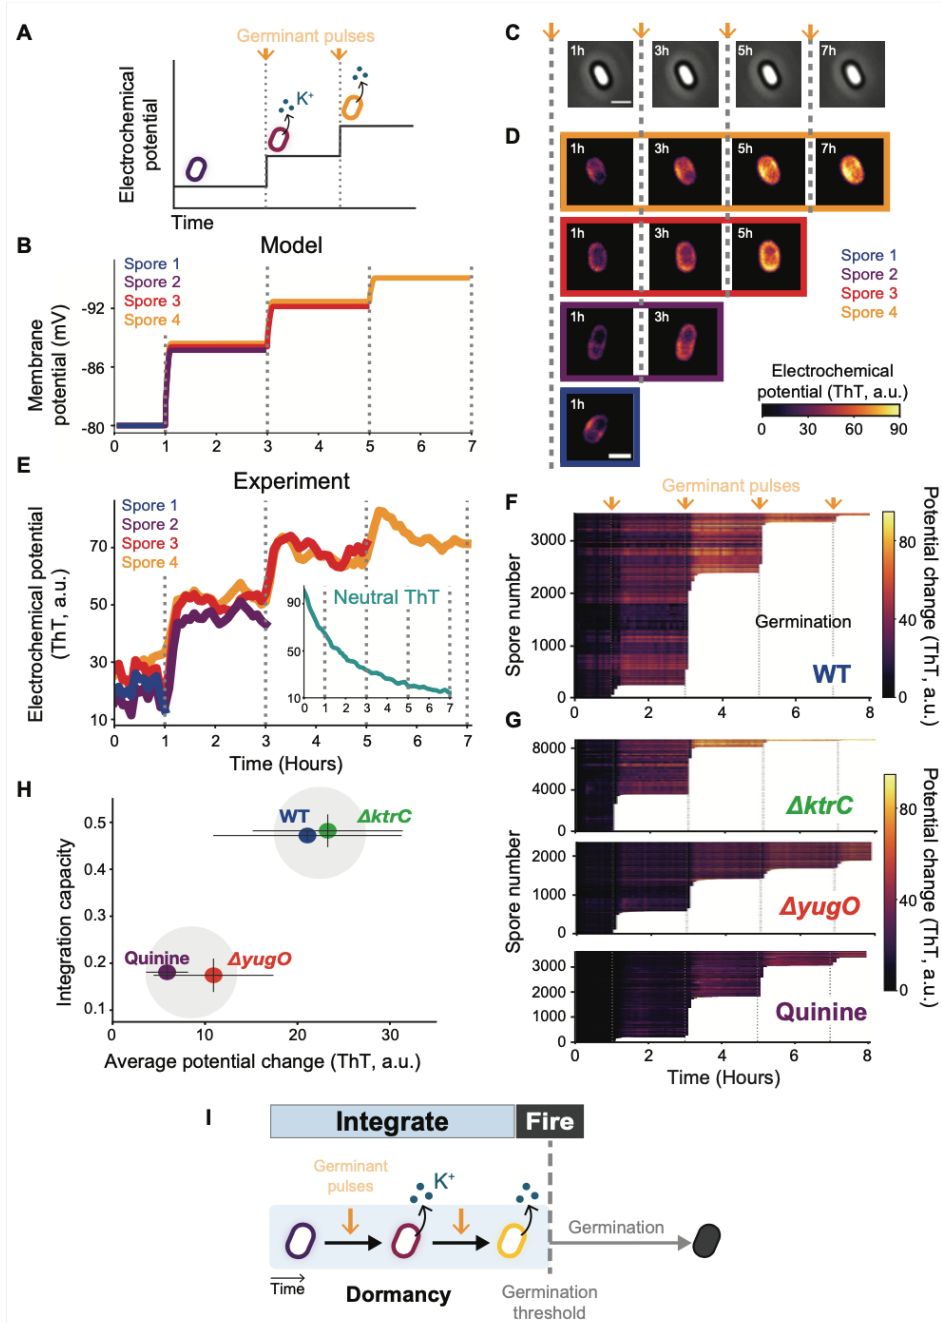 A
Germinant pulses
K⁺
Electrochemical
potential
Time
B
Model
Spore 1
Spore 2
Spore 3
Spore 4
Membrane
potential (mV)
-92
-86
-80
0 1 2 3 4 5 6 7
C
1h 3h 5h 7h
D
1h 3h 5h 7h
1h 3h 5h
1h 3h
1h
Spore 1
Spore 2
Spore 3
Spore 4
Electrochemical
potential (ThT, a.u.)
0 30 60 90
E
Experiment
Spore 1
Spore 2
Spore 3
Spore 4
Electrochemical potential
(ThT, a.u.)
70
50
30
10
Neutral ThT
90
50
10
0 1 2 3 4 5 6 7
0 1 2 3 4 5 6 7
Time (Hours)
F
Germinant pulses
Spore number
3000
2000
1000
0
Germination
WT
0 2 4 6 8
Potential change (ThT, a.u.)
80
40
0
G
Spore number
8000
4000
0
ΔktrC
2000
1000
0
ΔyugO
3000
2000
1000
0
Quinine
0 2 4 6 8
Time (Hours)
Potential change (ThT, a.u.)
80
40
0
H
Integration capacity
0.5
0.4
0.3
0.2
0.1
WT
ΔktrC
Quinine
ΔyugO
0 10 20 30
Average potential change (ThT, a.u.)
I
Integrate
Fire
Germinant
pulses
K⁺
Germination
Time
Dormancy
Germination
threshold